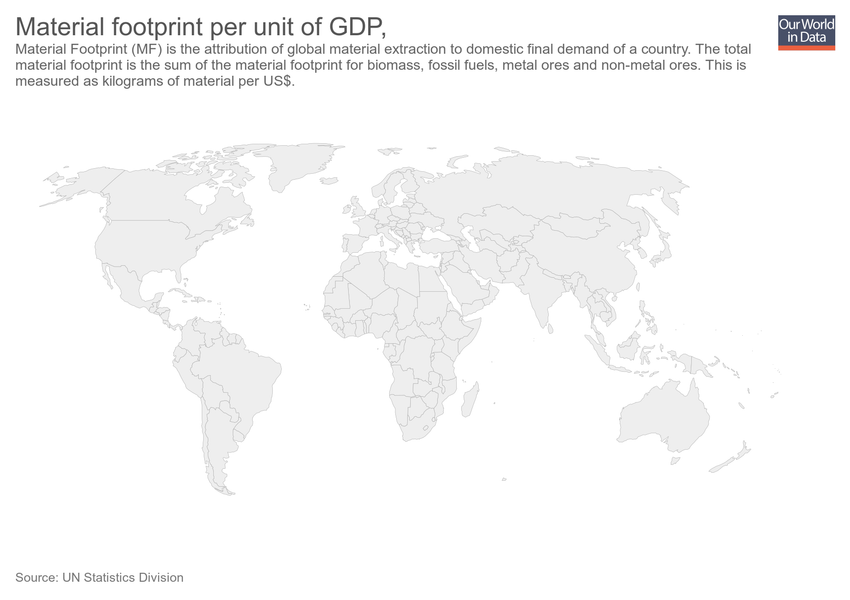 Material footprint per unit of GDP,
Our World
in Data
Material Footprint (MF) is the attribution of global material extraction to domestic final demand of a country. The total
material footprint is the sum of the material footprint for biomass, fossil fuels, metal ores and non-metal ores. This is
measured as kilograms of material per US$.
Source: UN Statistics Division